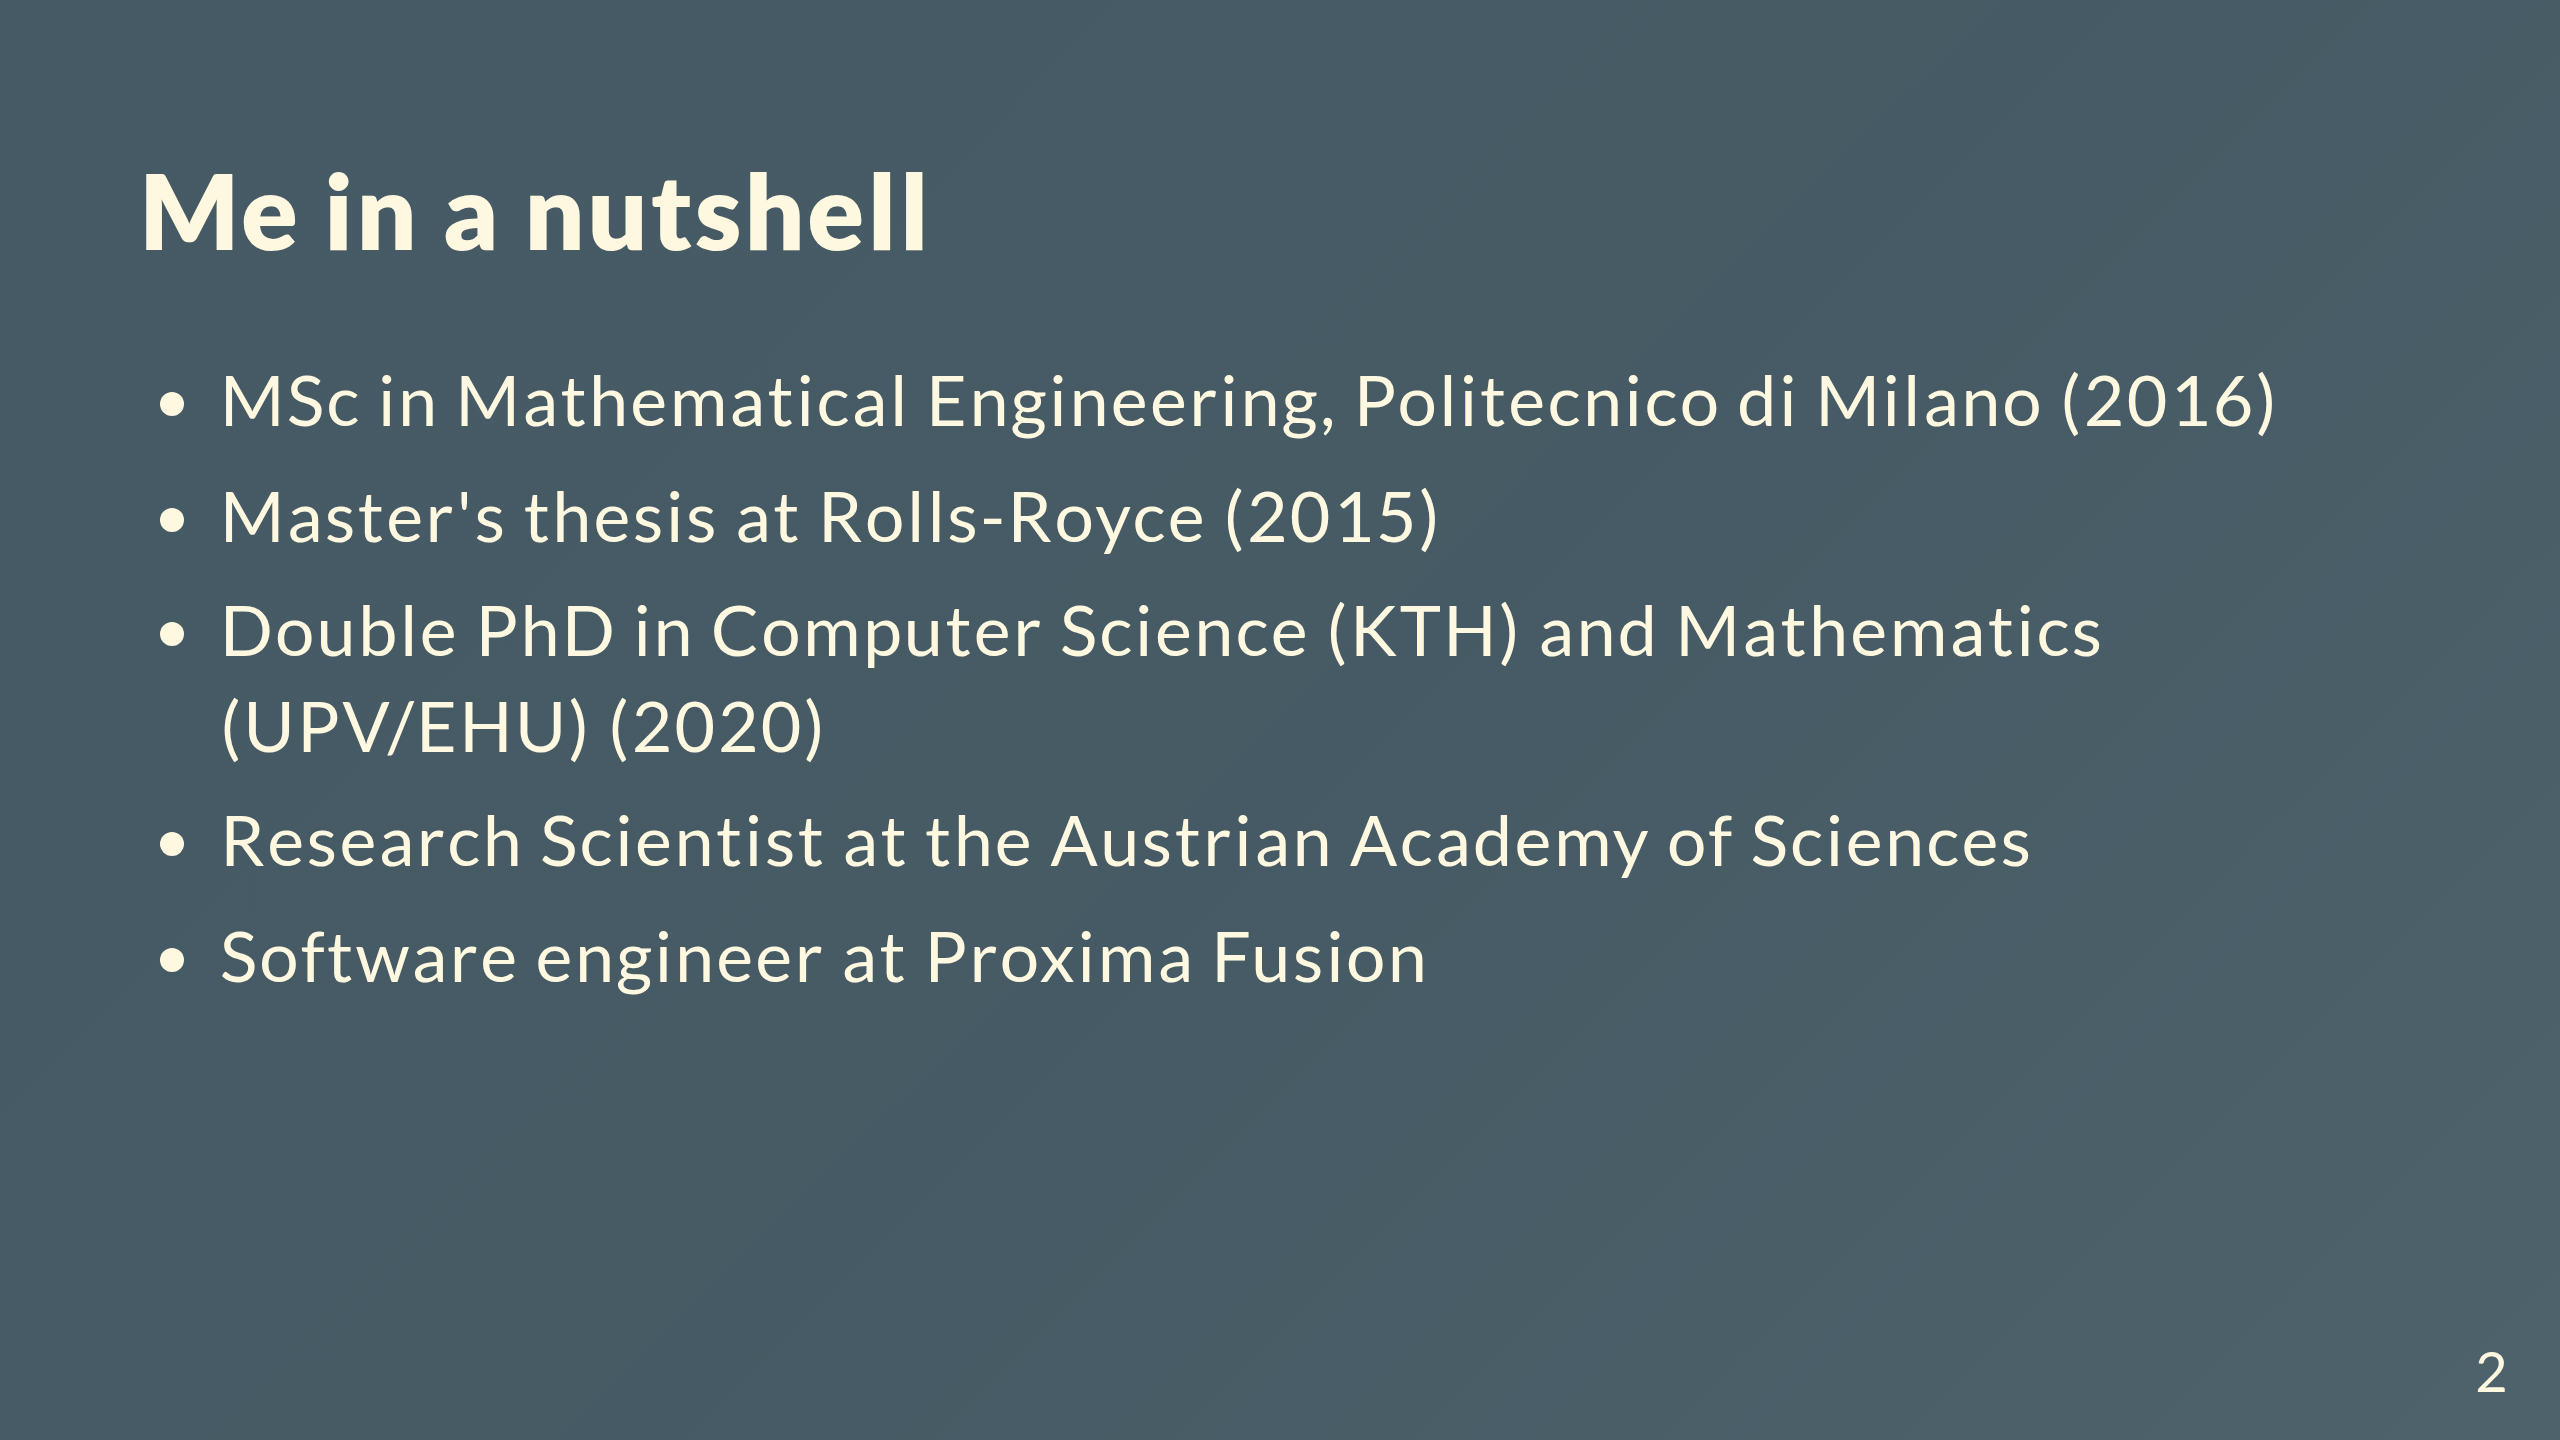 Me in a nutshell
• MSc in Mathematical Engineering, Politecnico di Milano (2016)
• Master's thesis at Rolls-Royce (2015)
• Double PhD in Computer Science (KTH) and Mathematics
(UPV/EHU) (2020)
• Research Scientist at the Austrian Academy of Sciences
• Software engineer at Proxima Fusion
2